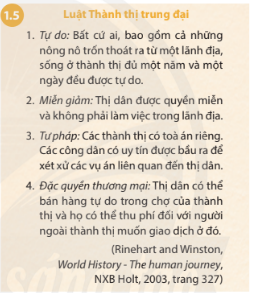 1.5 Luật Thành thị trung đại
1. Tự do: Bất cứ ai, bao gồm cả những
nông nô trốn thoát ra từ một lãnh địa,
sống ở thành thị đủ một năm và một
ngày đều được tự do.
2. Miễn giảm: Thị dân được quyền miễn
và không phải làm việc trong lãnh địa.
3. Tư pháp: Các thành thị có toà án riêng.
Các công dân có uy tín được bầu ra để
xét xử các vụ án liên quan đến thị dân.
4. Đặc quyền thương mại: Thị dân có thể
bán hàng tự do trong chợ của thành
thị và họ có thể thu phí đối với người
ngoài thành thị muốn giao dịch ở đó.
(Rinehart and Winston,
World History - The human journey,
NXB Holt, 2003, trang 327)